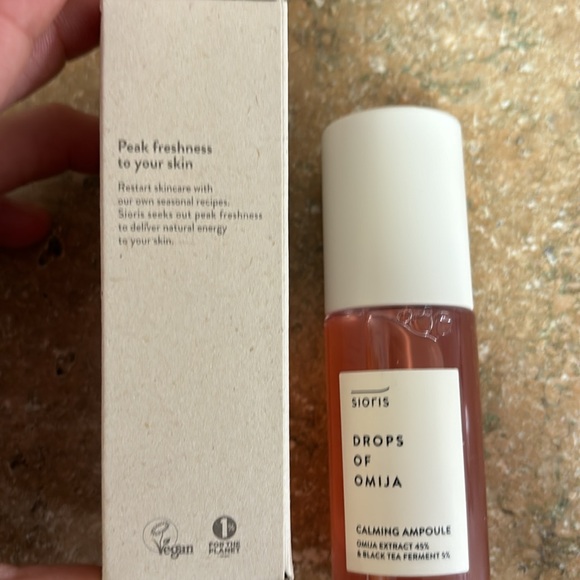 Peak freshness
to your skin
Restart skincare with
our own seasonal recipes.
Sioris seeks out peak freshness
to deliver natural energy
to your skin.
Vegan
1%
FOR THE
PLANET
sioris
DROPS
OF
OMIJA
CALMING AMPOULE
OMIJA EXTRACT 45%
& BLACK TEA FERMENT 5%